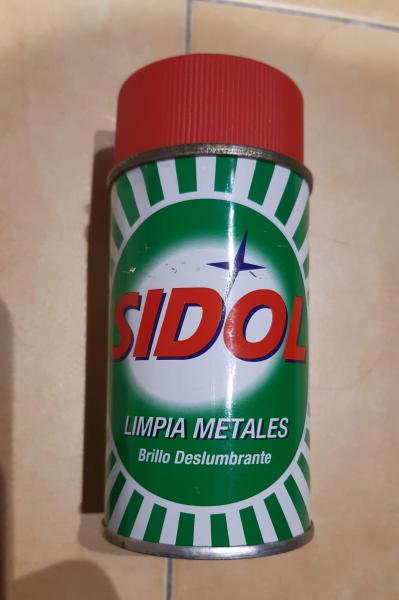 SIDOL
LIMPIA METALES
Brillo Deslumbrante